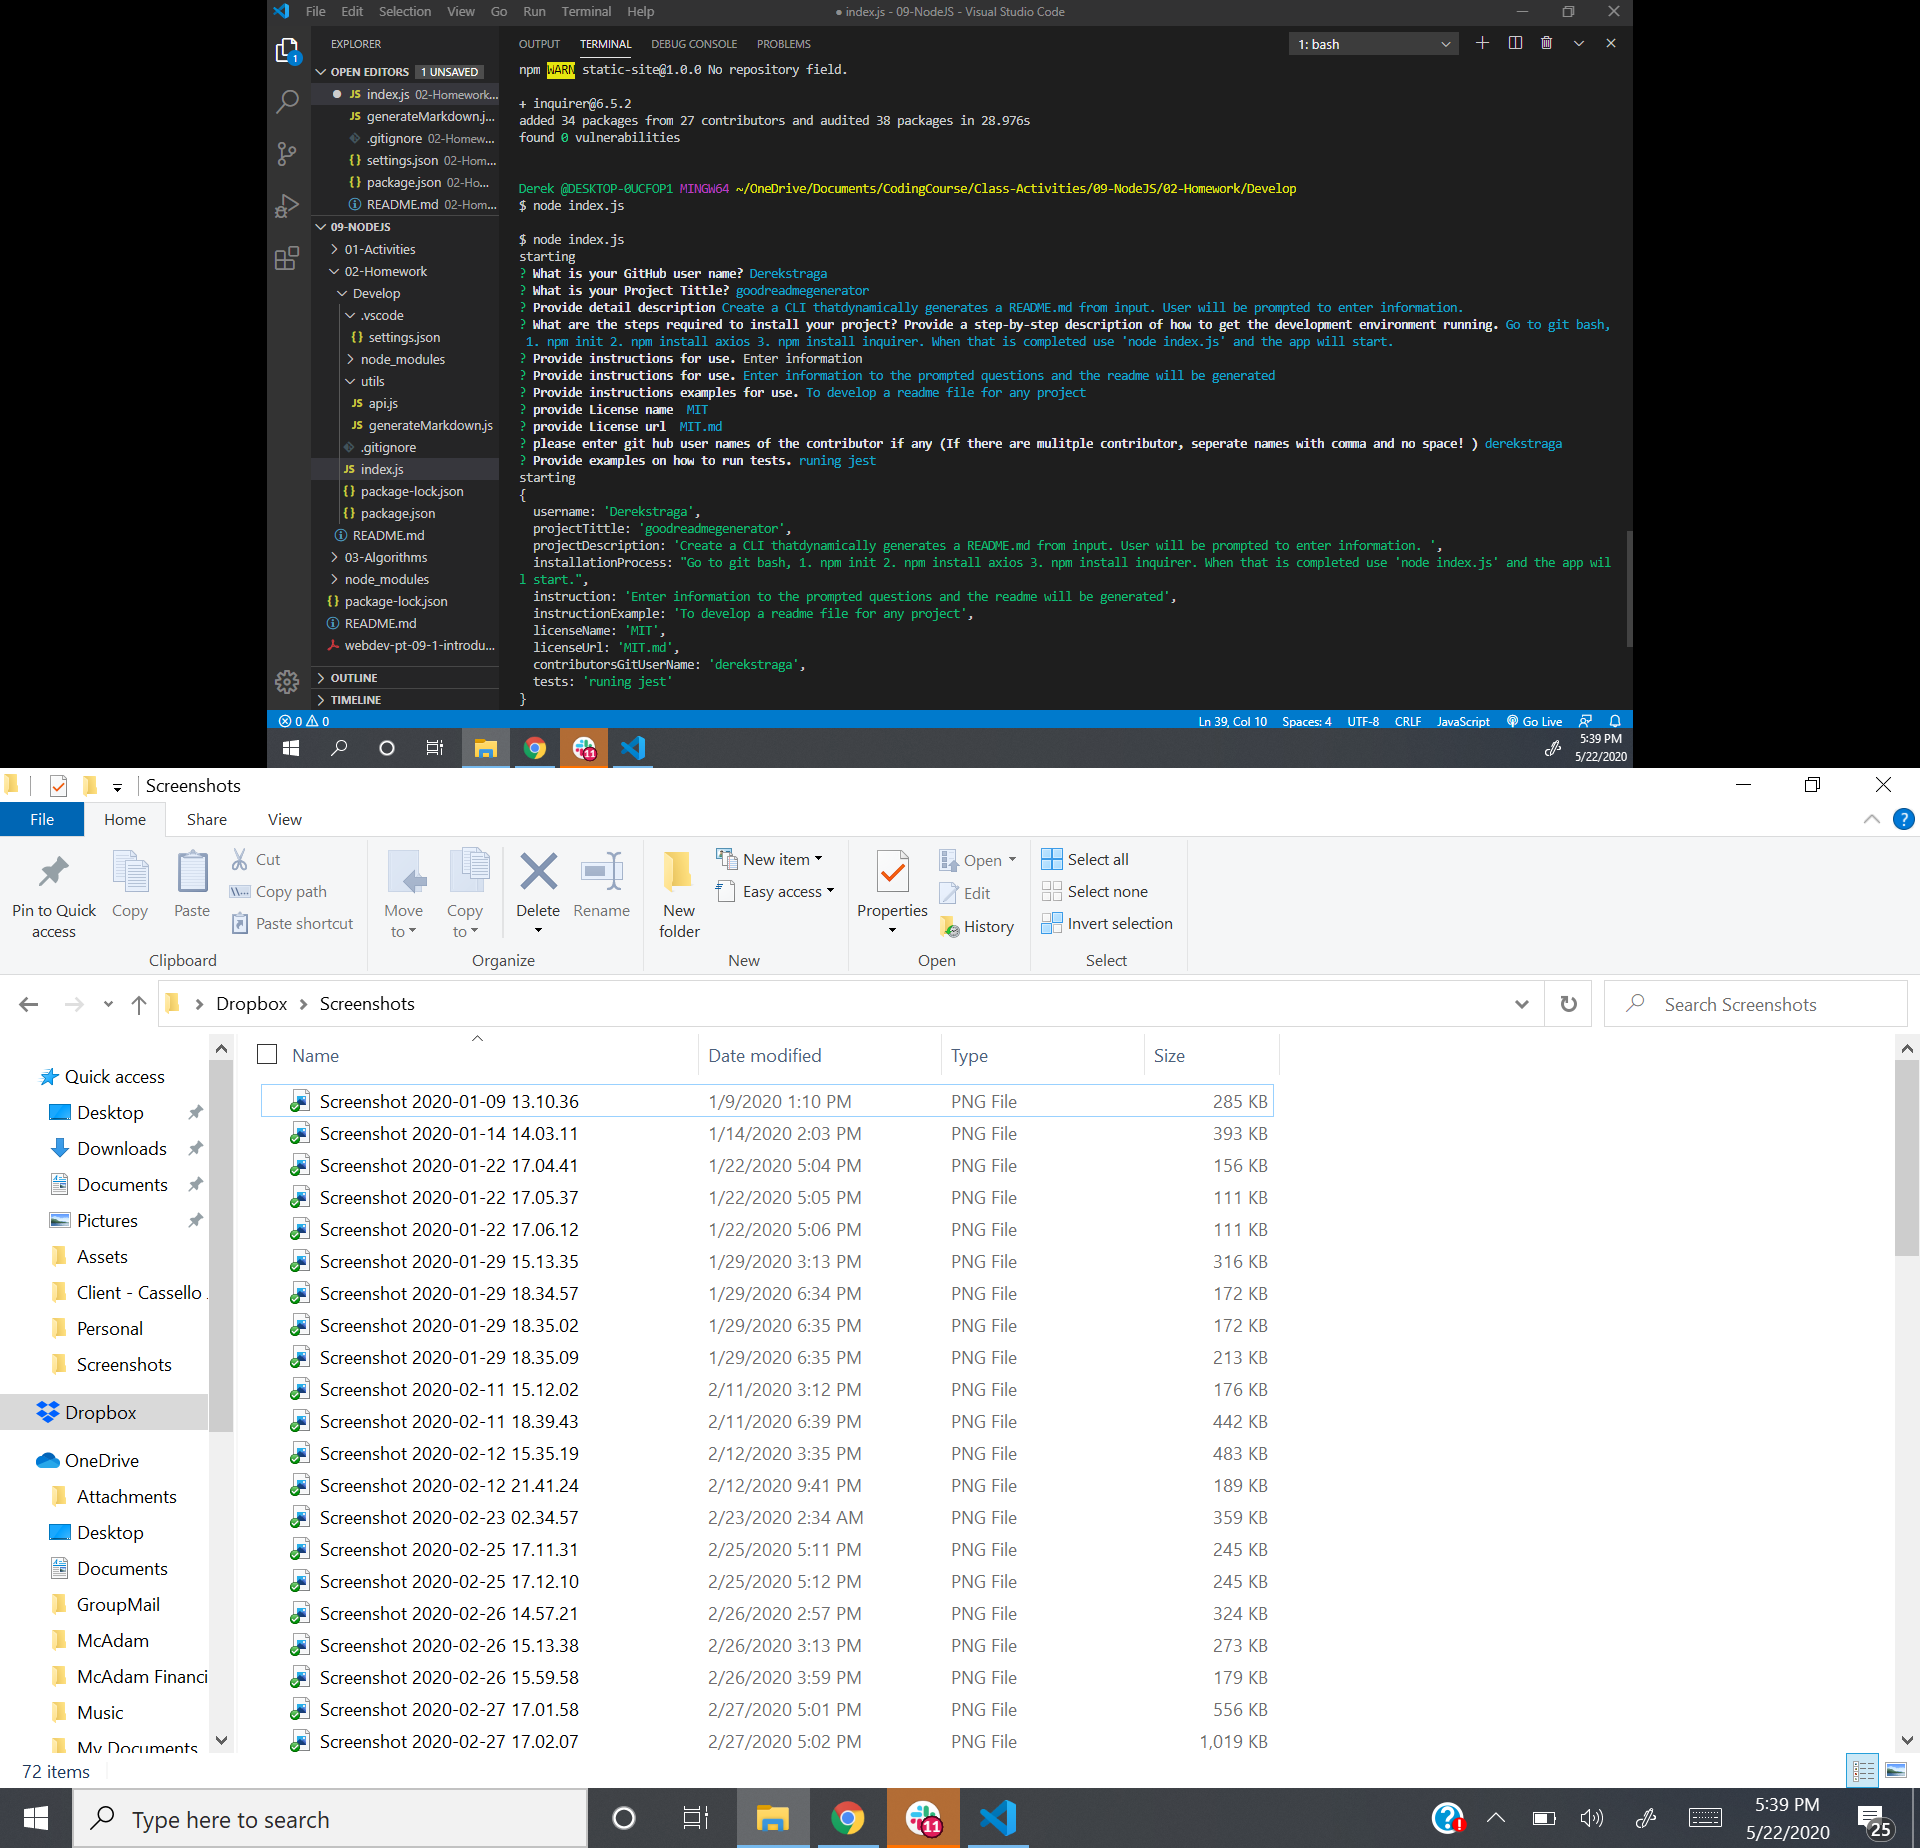 File Edit Selection View Go Run Terminal Help ● index.js - 09-NodeJS - Visual Studio Code
EXPLORER
OPEN EDITORS 1 UNSAVED
index.js 02-Homework...
generateMarkdown.j...
.gitignore 02-Homew...
settings.json 02-Hom...
package.json 02-Ho...
README.md 02-Hom...
09-NODEJS
01-Activities
02-Homework
Develop
.vscode
settings.json
node_modules
utils
api.js
generateMarkdown.js
.gitignore
index.js
package-lock.json
package.json
README.md
03-Algorithms
node_modules
package-lock.json
README.md
webdev-pt-09-1-introdu...
OUTLINE
TIMELINE
OUTPUT TERMINAL DEBUG CONSOLE PROBLEMS 1: bash
npm WARN static-site@1.0.0 No repository field.
+ inquirer@6.5.2
added 34 packages from 27 contributors and audited 38 packages in 28.976s
found 0 vulnerabilities
Derek @DESKTOP-0UCFOP1 MINGW64 ~/OneDrive/Documents/CodingCourse/Class-Activities/09-NodeJS/02-Homework/Develop
$ node index.js
$ node index.js
starting
? What is your GitHub user name? Derekstraga
? What is your Project Tittle? goodreadmegenerator
? Provide detail description Create a CLI thatdynamically generates a README.md from input. User will be prompted to enter information.
? What are the steps required to install your project? Provide a step-by-step description of how to get the development environment running. Go to git bash,
1. npm init 2. npm install axios 3. npm install inquirer. When that is completed use 'node index.js' and the app will start.
? Provide instructions for use. Enter information
? Provide instructions for use. Enter information to the prompted questions and the readme will be generated
? Provide instructions examples for use. To develop a readme file for any project
? provide License name MIT
? provide License url MIT.md
? please enter git hub user names of the contributor if any (If there are mulitple contributor, seperate names with comma and no space! ) derekstraga
? Provide examples on how to run tests. runing jest
starting
{
username: 'Derekstraga',
projectTittle: 'goodreadmegenerator',
projectDescription: 'Create a CLI thatdynamically generates a README.md from input. User will be prompted to enter information. ',
installationProcess: "Go to git bash, 1. npm init 2. npm install axios 3. npm install inquirer. When that is completed use 'node index.js' and the app wil
l start.",
instruction: 'Enter information to the prompted questions and the readme will be generated',
instructionExample: 'To develop a readme file for any project',
licenseName: 'MIT',
licenseUrl: 'MIT.md',
contributorsGitUserName: 'derekstraga',
tests: 'runing jest'
}
0 0 Ln 39, Col 10 Spaces: 4 UTF-8 CRLF JavaScript Go Live
11
5:39 PM
5/22/2020
Screenshots
File Home Share View
Pin to Quick access
Copy
Paste
Cut
Copy path
Paste shortcut
Clipboard
Move to
Copy to
Delete
Rename
Organize
New folder
New item
Easy access
New
Properties
Open
Edit
History
Open
Select all
Select none
Invert selection
Select
Dropbox > Screenshots
Search Screenshots
Quick access
Desktop
Downloads
Documents
Pictures
Assets
Client - Cassello .
Personal
Screenshots
Dropbox
OneDrive
Attachments
Desktop
Documents
GroupMail
McAdam
McAdam Financi
Music
My Documents
Name Date modified Type Size
Screenshot 2020-01-09 13.10.36 1/9/2020 1:10 PM PNG File 285 KB
Screenshot 2020-01-14 14.03.11 1/14/2020 2:03 PM PNG File 393 KB
Screenshot 2020-01-22 17.04.41 1/22/2020 5:04 PM PNG File 156 KB
Screenshot 2020-01-22 17.05.37 1/22/2020 5:05 PM PNG File 111 KB
Screenshot 2020-01-22 17.06.12 1/22/2020 5:06 PM PNG File 111 KB
Screenshot 2020-01-29 15.13.35 1/29/2020 3:13 PM PNG File 316 KB
Screenshot 2020-01-29 18.34.57 1/29/2020 6:34 PM PNG File 172 KB
Screenshot 2020-01-29 18.35.02 1/29/2020 6:35 PM PNG File 172 KB
Screenshot 2020-01-29 18.35.09 1/29/2020 6:35 PM PNG File 213 KB
Screenshot 2020-02-11 15.12.02 2/11/2020 3:12 PM PNG File 176 KB
Screenshot 2020-02-11 18.39.43 2/11/2020 6:39 PM PNG File 442 KB
Screenshot 2020-02-12 15.35.19 2/12/2020 3:35 PM PNG File 483 KB
Screenshot 2020-02-12 21.41.24 2/12/2020 9:41 PM PNG File 189 KB
Screenshot 2020-02-23 02.34.57 2/23/2020 2:34 AM PNG File 359 KB
Screenshot 2020-02-25 17.11.31 2/25/2020 5:11 PM PNG File 245 KB
Screenshot 2020-02-25 17.12.10 2/25/2020 5:12 PM PNG File 245 KB
Screenshot 2020-02-26 14.57.21 2/26/2020 2:57 PM PNG File 324 KB
Screenshot 2020-02-26 15.13.38 2/26/2020 3:13 PM PNG File 273 KB
Screenshot 2020-02-26 15.59.58 2/26/2020 3:59 PM PNG File 179 KB
Screenshot 2020-02-27 17.01.58 2/27/2020 5:01 PM PNG File 556 KB
Screenshot 2020-02-27 17.02.07 2/27/2020 5:02 PM PNG File 1,019 KB
72 items
Type here to search
11
5:39 PM
5/22/2020
25